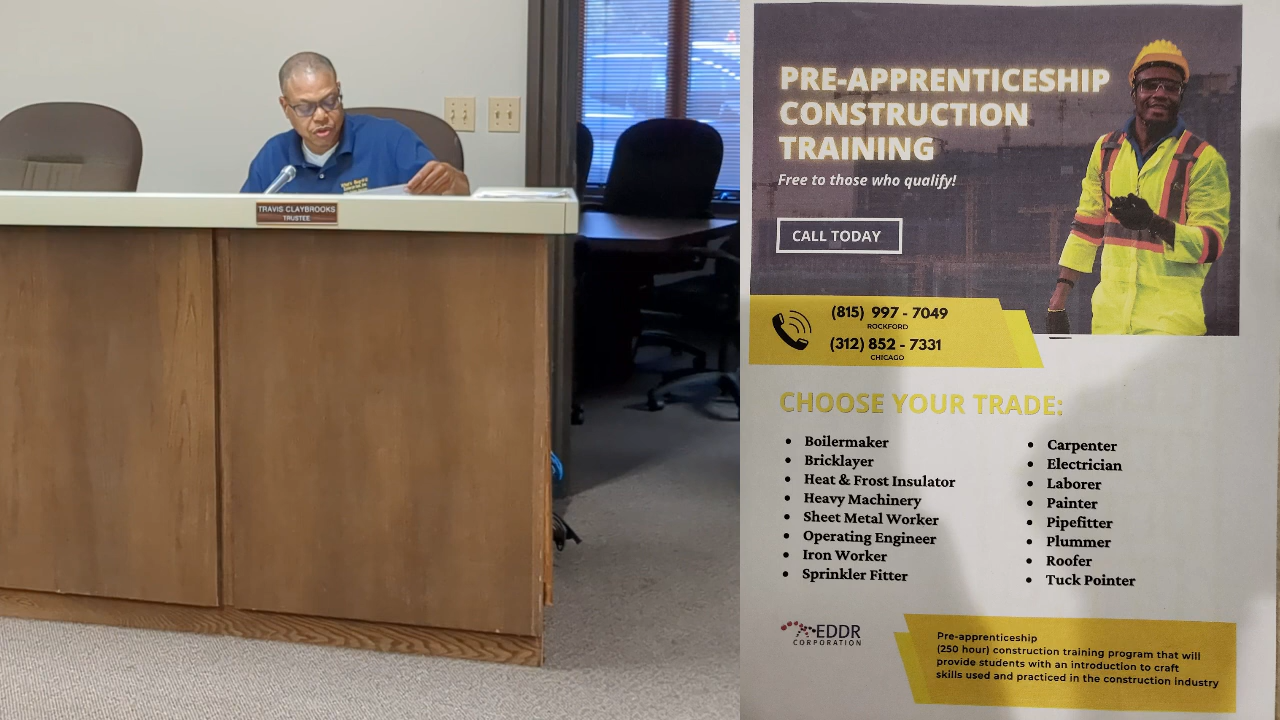 TRAVIS CLAYBROOKS
TRUSTEE
PRE-APPRENTICESHIP
CONSTRUCTION
TRAINING
Free to those who qualify!
CALL TODAY
(815) 997 - 7049
ROCKFORD
(312) 852 - 7331
CHICAGO
CHOOSE YOUR TRADE:
Boilermaker
Bricklayer
Heat & Frost Insulator
Heavy Machinery
Sheet Metal Worker
Operating Engineer
Iron Worker
Sprinkler Fitter
Carpenter
Electrician
Laborer
Painter
Pipefitter
Plummer
Roofer
Tuck Pointer
EDDR
CORPORATION
Pre-apprenticeship
(250 hour) construction training program that will
provide students with an introduction to craft
skills used and practiced in the construction industry